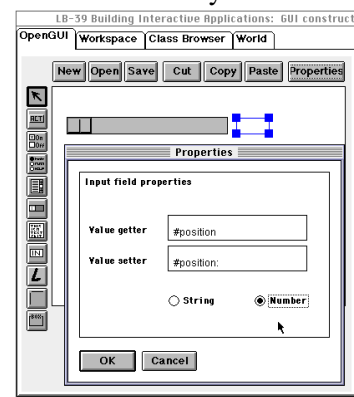 LB-39 Building Interactive Applications: GUI construct
OpenGUI Workspace Class Browser World
New Open Save Cut Copy Paste Properties
ACT!
Properties
Input field properties
Value getter #position
Value setter #position:
String Number
IN
L
OK Cancel